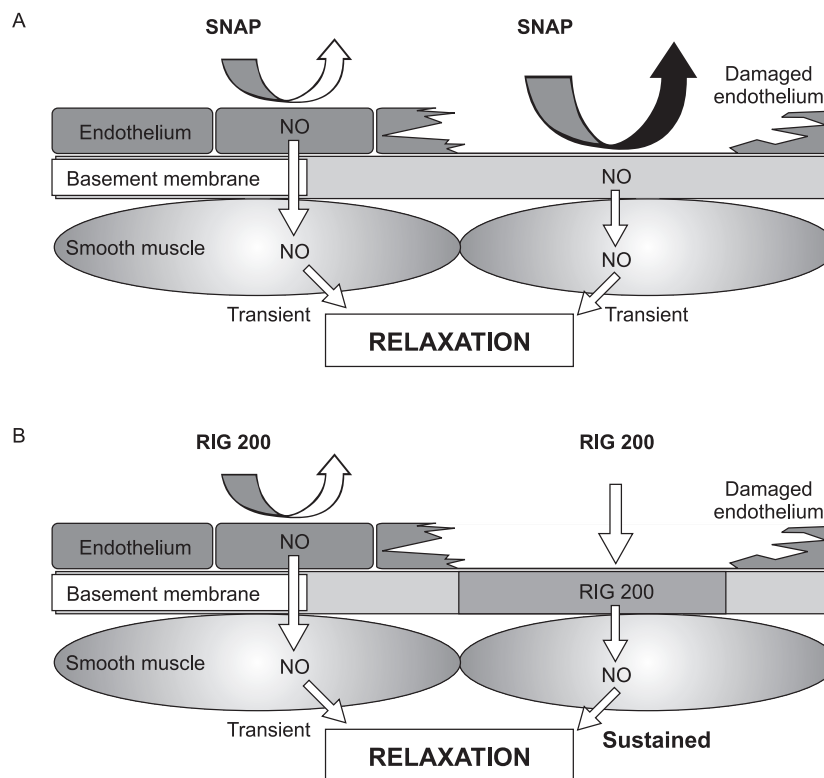 A
SNAP
SNAP
Damaged
endothelium
Endothelium
NO
Basement membrane
NO
Smooth muscle
NO
NO
Transient
Transient
RELAXATION
B
RIG 200
RIG 200
Damaged
endothelium
Endothelium
NO
Basement membrane
RIG 200
Smooth muscle
NO
NO
Transient
Sustained
RELAXATION